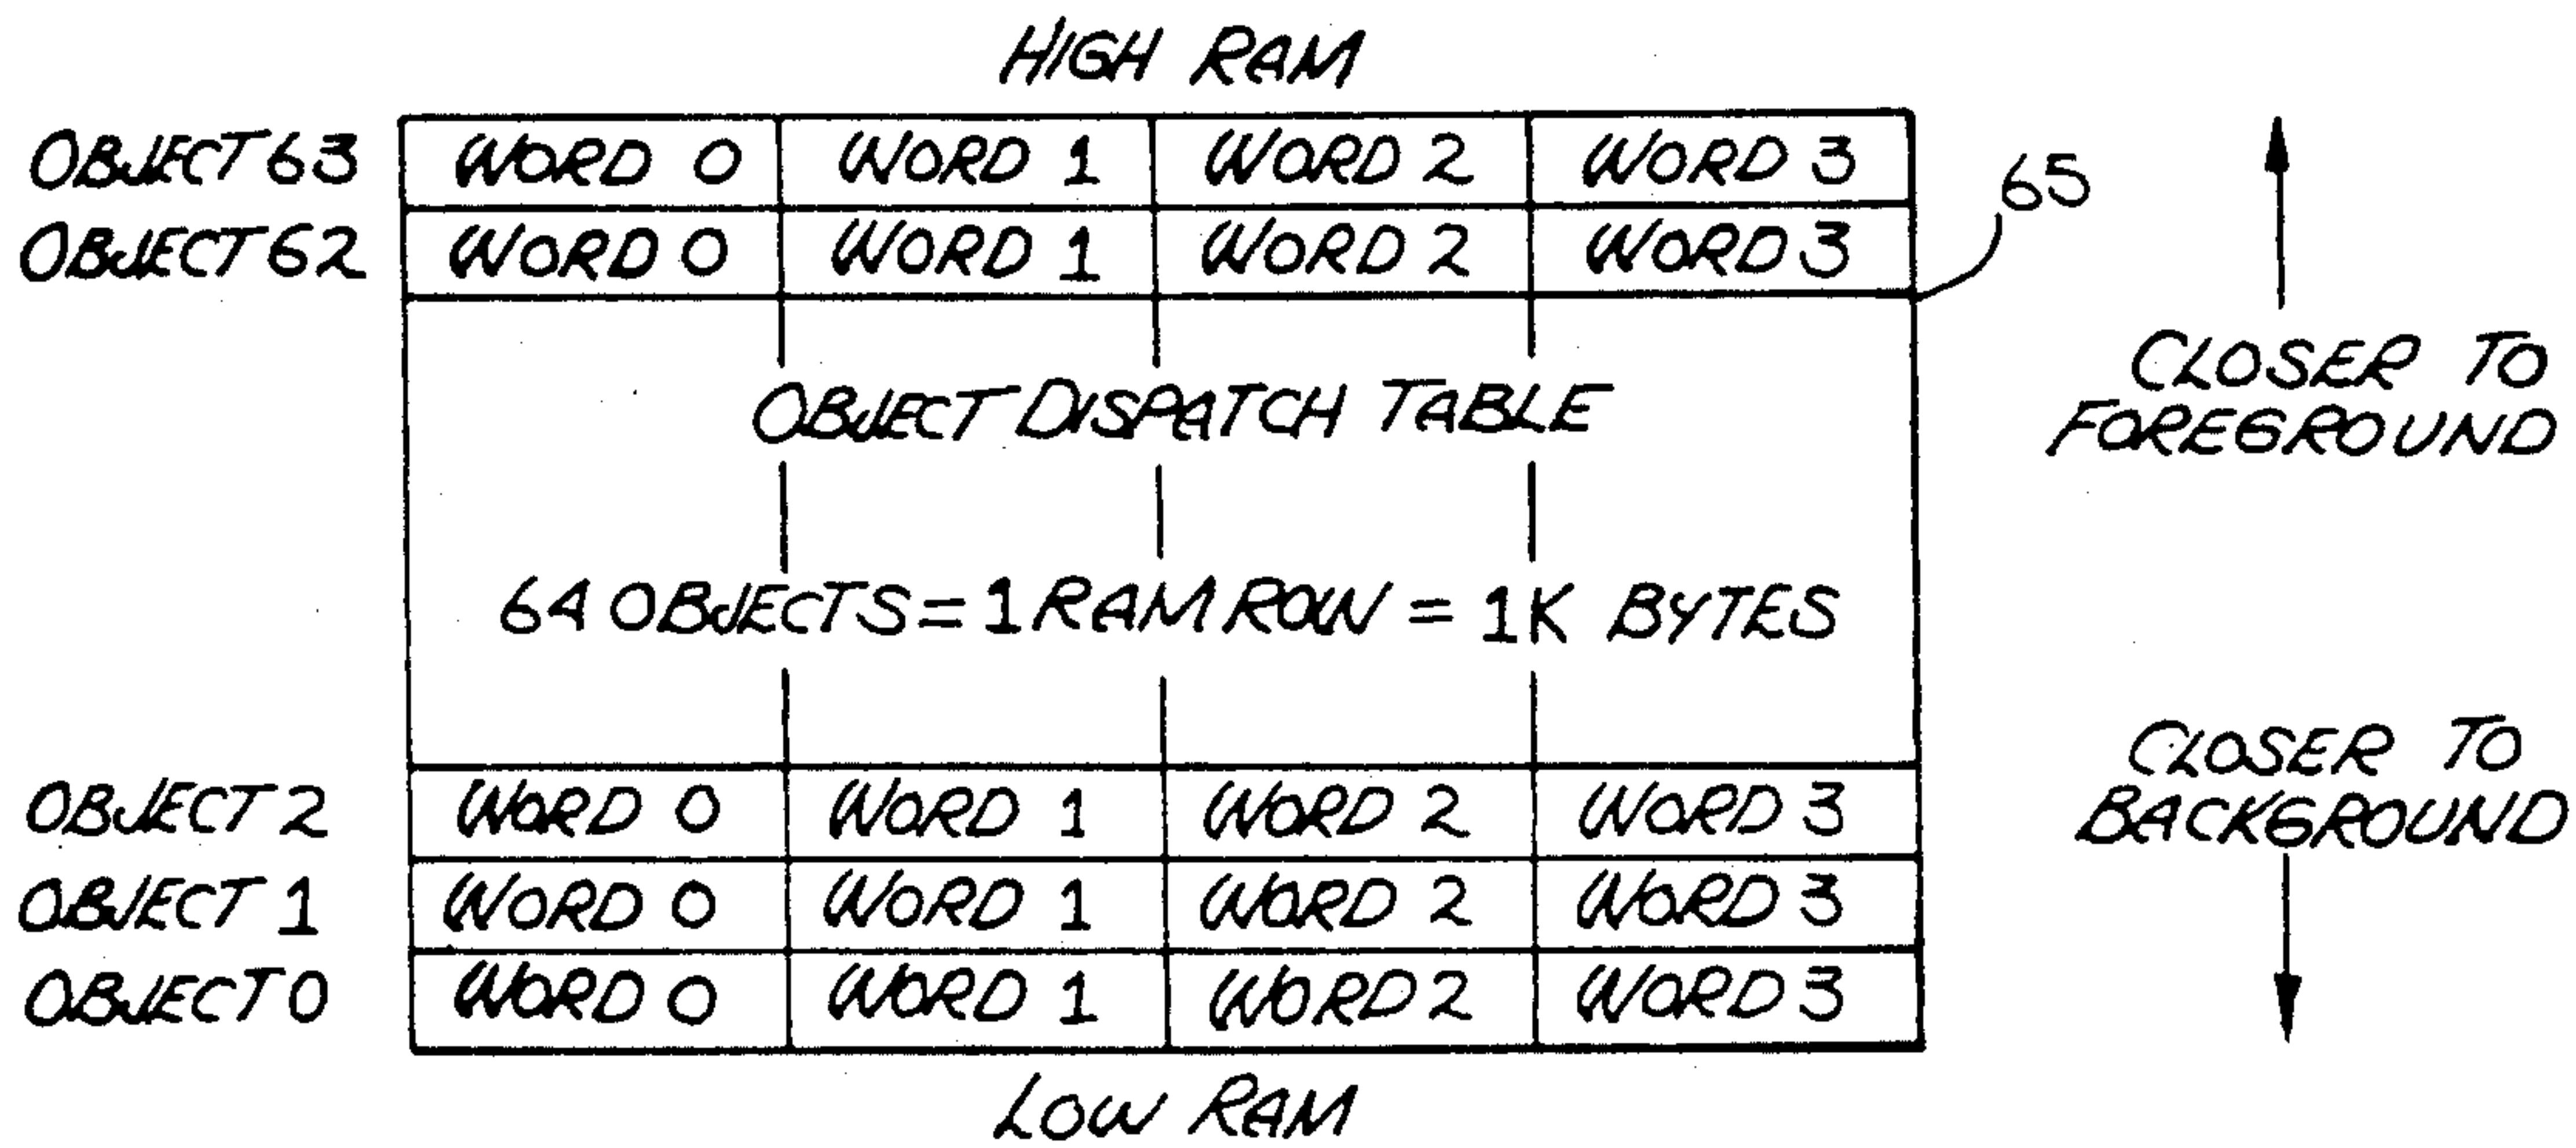 HIGH RAM
OBJECT 63 WORD 0 WORD 1 WORD 2 WORD 3
OBJECT 62 WORD 0 WORD 1 WORD 2 WORD 3
65
CLOSER TO
FOREGROUND
OBJECT DISPATCH TABLE
64 OBJECTS = 1 RAM ROW = 1K BYTES
CLOSER TO
BACKGROUND
OBJECT 2 WORD 0 WORD 1 WORD 2 WORD 3
OBJECT 1 WORD 0 WORD 1 WORD 2 WORD 3
OBJECT 0 WORD 0 WORD 1 WORD 2 WORD 3
LOW RAM